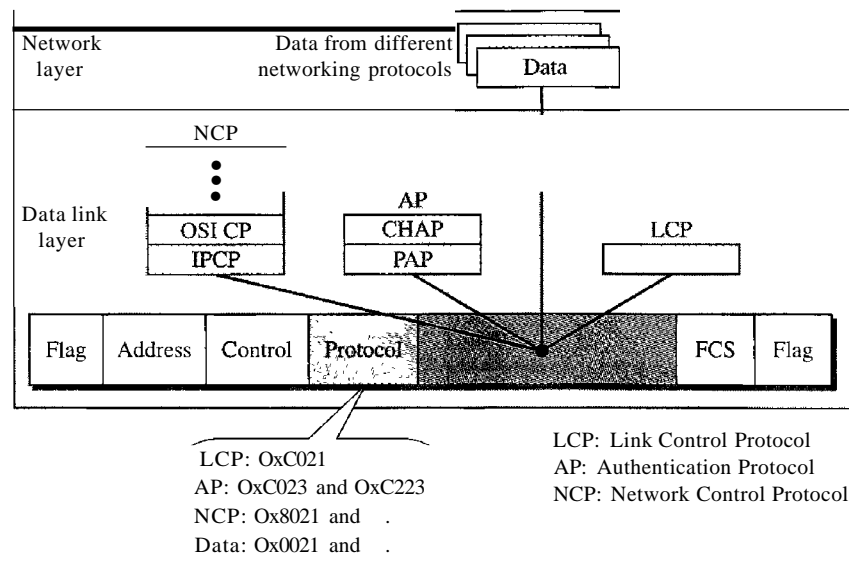 Network
layer
Data from different
networking protocols
Data
NCP
Data link
layer
OSI CP
IPCP
AP
CHAP
PAP
LCP
Flag Address Control Protocol FCS Flag
LCP: OxC021
AP: OxC023 and OxC223
NCP: Ox8021 and .
Data: Ox0021 and .
LCP: Link Control Protocol
AP: Authentication Protocol
NCP: Network Control Protocol